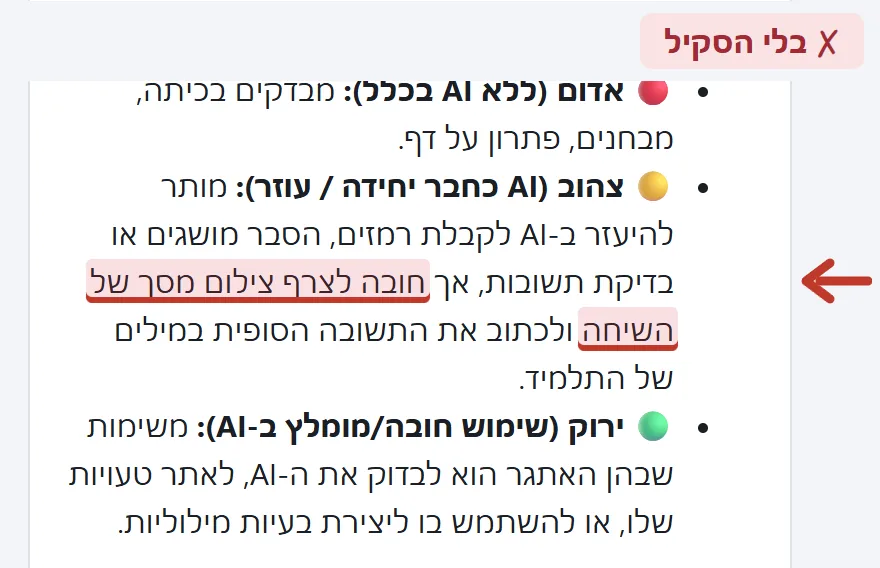 ✗ בלי הסקיל
• 🔴 אדום (ללא AI בכלל): מבדקים בכיתה,
מבחנים, פתרון על דף.
• 🟡 צהוב (AI כחבר יחידה / עוזר): מותר
להיעזר ב-AI לקבלת רמזים, הסבר מושגים או
בדיקת תשובות, אך חובה לצרף צילום מסך של
השיחה ולכתוב את התשובה הסופית במילים
של התלמיד.
• 🟢 ירוק (שימוש חובה/מומלץ ב-AI): משימות
שבהן האתגר הוא לבדוק את ה-AI, לאתר טעויות
שלו, או להשתמש בו ליצירת בעיות מילוליות.